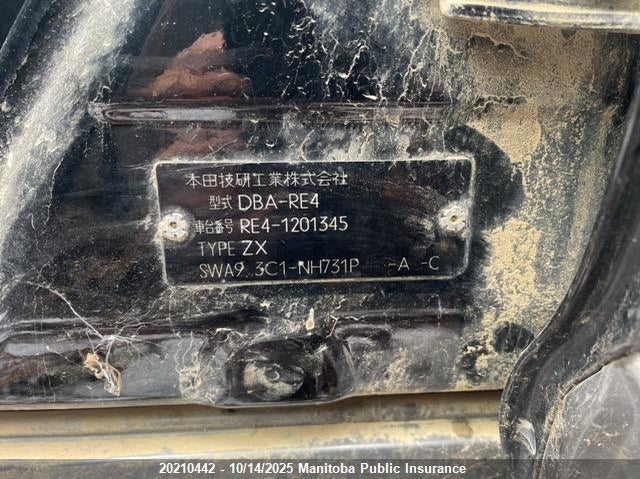 本田技研工業株式会社
型式 DBA-RE4
車台番号 RE4-1201345
TYPE ZX
SWA9 3C1-NH731P -A -C
20210442 - 10/14/2025 Manitoba Public Insurance